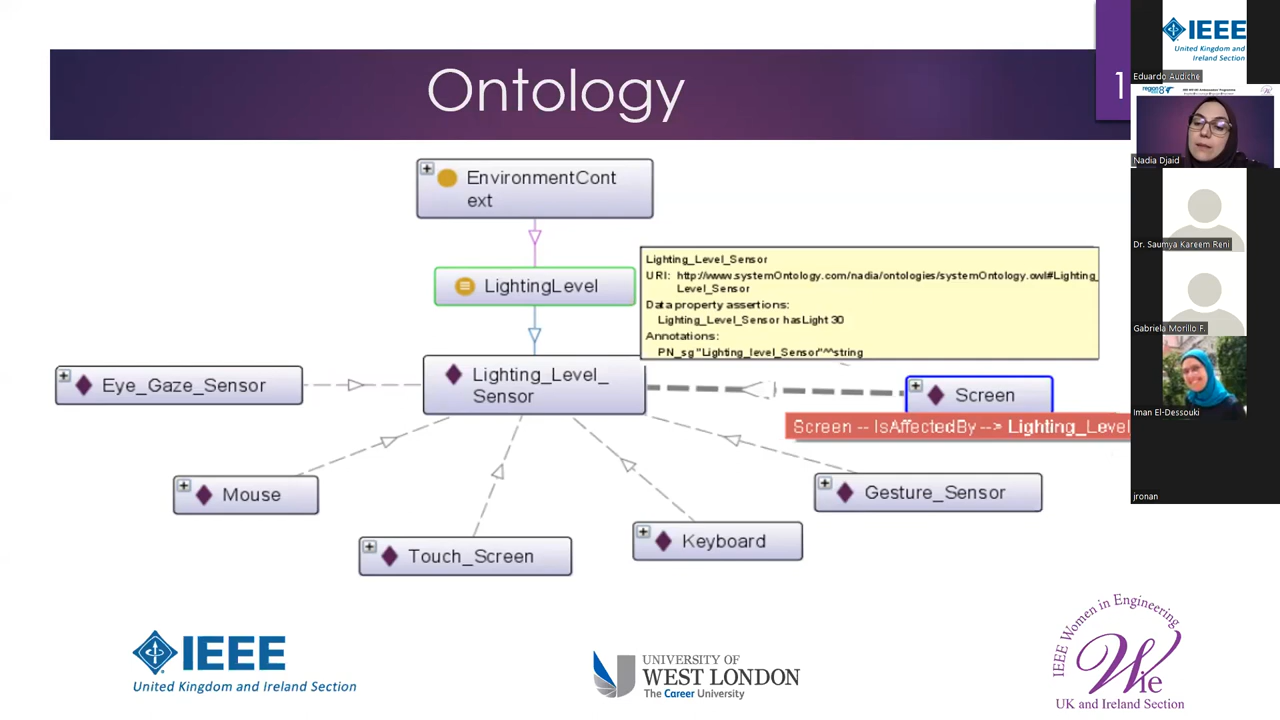 Ontology
1
EnvironmentCont
ext
LightingLevel
Lighting_Level_Sensor
URI: http://www.systemOntology.com/nadia/ontologies/systemOntology.owl#Lighting_
Level_Sensor
Data property assertions:
Lighting_Level_Sensor hasLight 30
Annotations:
PN_sg "Lighting_level_Sensor"^^string
Eye_Gaze_Sensor
Lighting_Level_
Sensor
Screen
Screen -- IsAffectedBy --> Lighting_Level
Mouse
Gesture_Sensor
Touch_Screen
Keyboard
IEEE
United Kingdom and Ireland Section
UNIVERSITY OF
WEST LONDON
The Career University
IEEE Women in Engineering
Wie
UK and Ireland Section
IEEE
United Kingdom and
Ireland Section
Eduardo Audiche
Nadia Djaid
Dr. Saumya Kareem Reni
Gabriela Morillo F.
Iman El-Dessouki
jronan